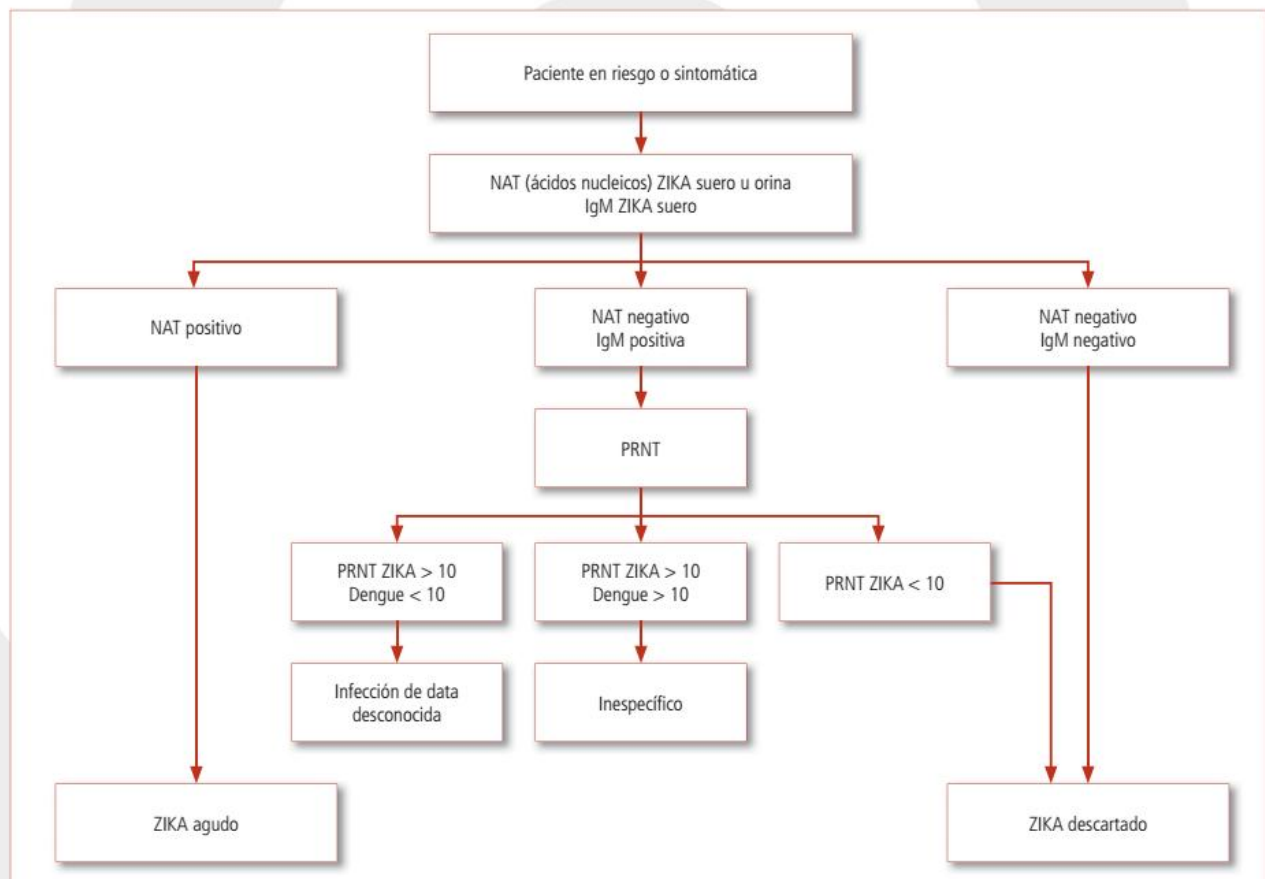 Paciente en riesgo o sintomática
NAT (ácidos nucleicos) ZIKA suero u orina
IgM ZIKA suero
NAT positivo
NAT negativo
IgM positiva
NAT negativo
IgM negativo
PRNT
PRNT ZIKA > 10
Dengue < 10
PRNT ZIKA > 10
Dengue > 10
PRNT ZIKA < 10
Infección de data
desconocida
Inespecífico
ZIKA agudo
ZIKA descartado